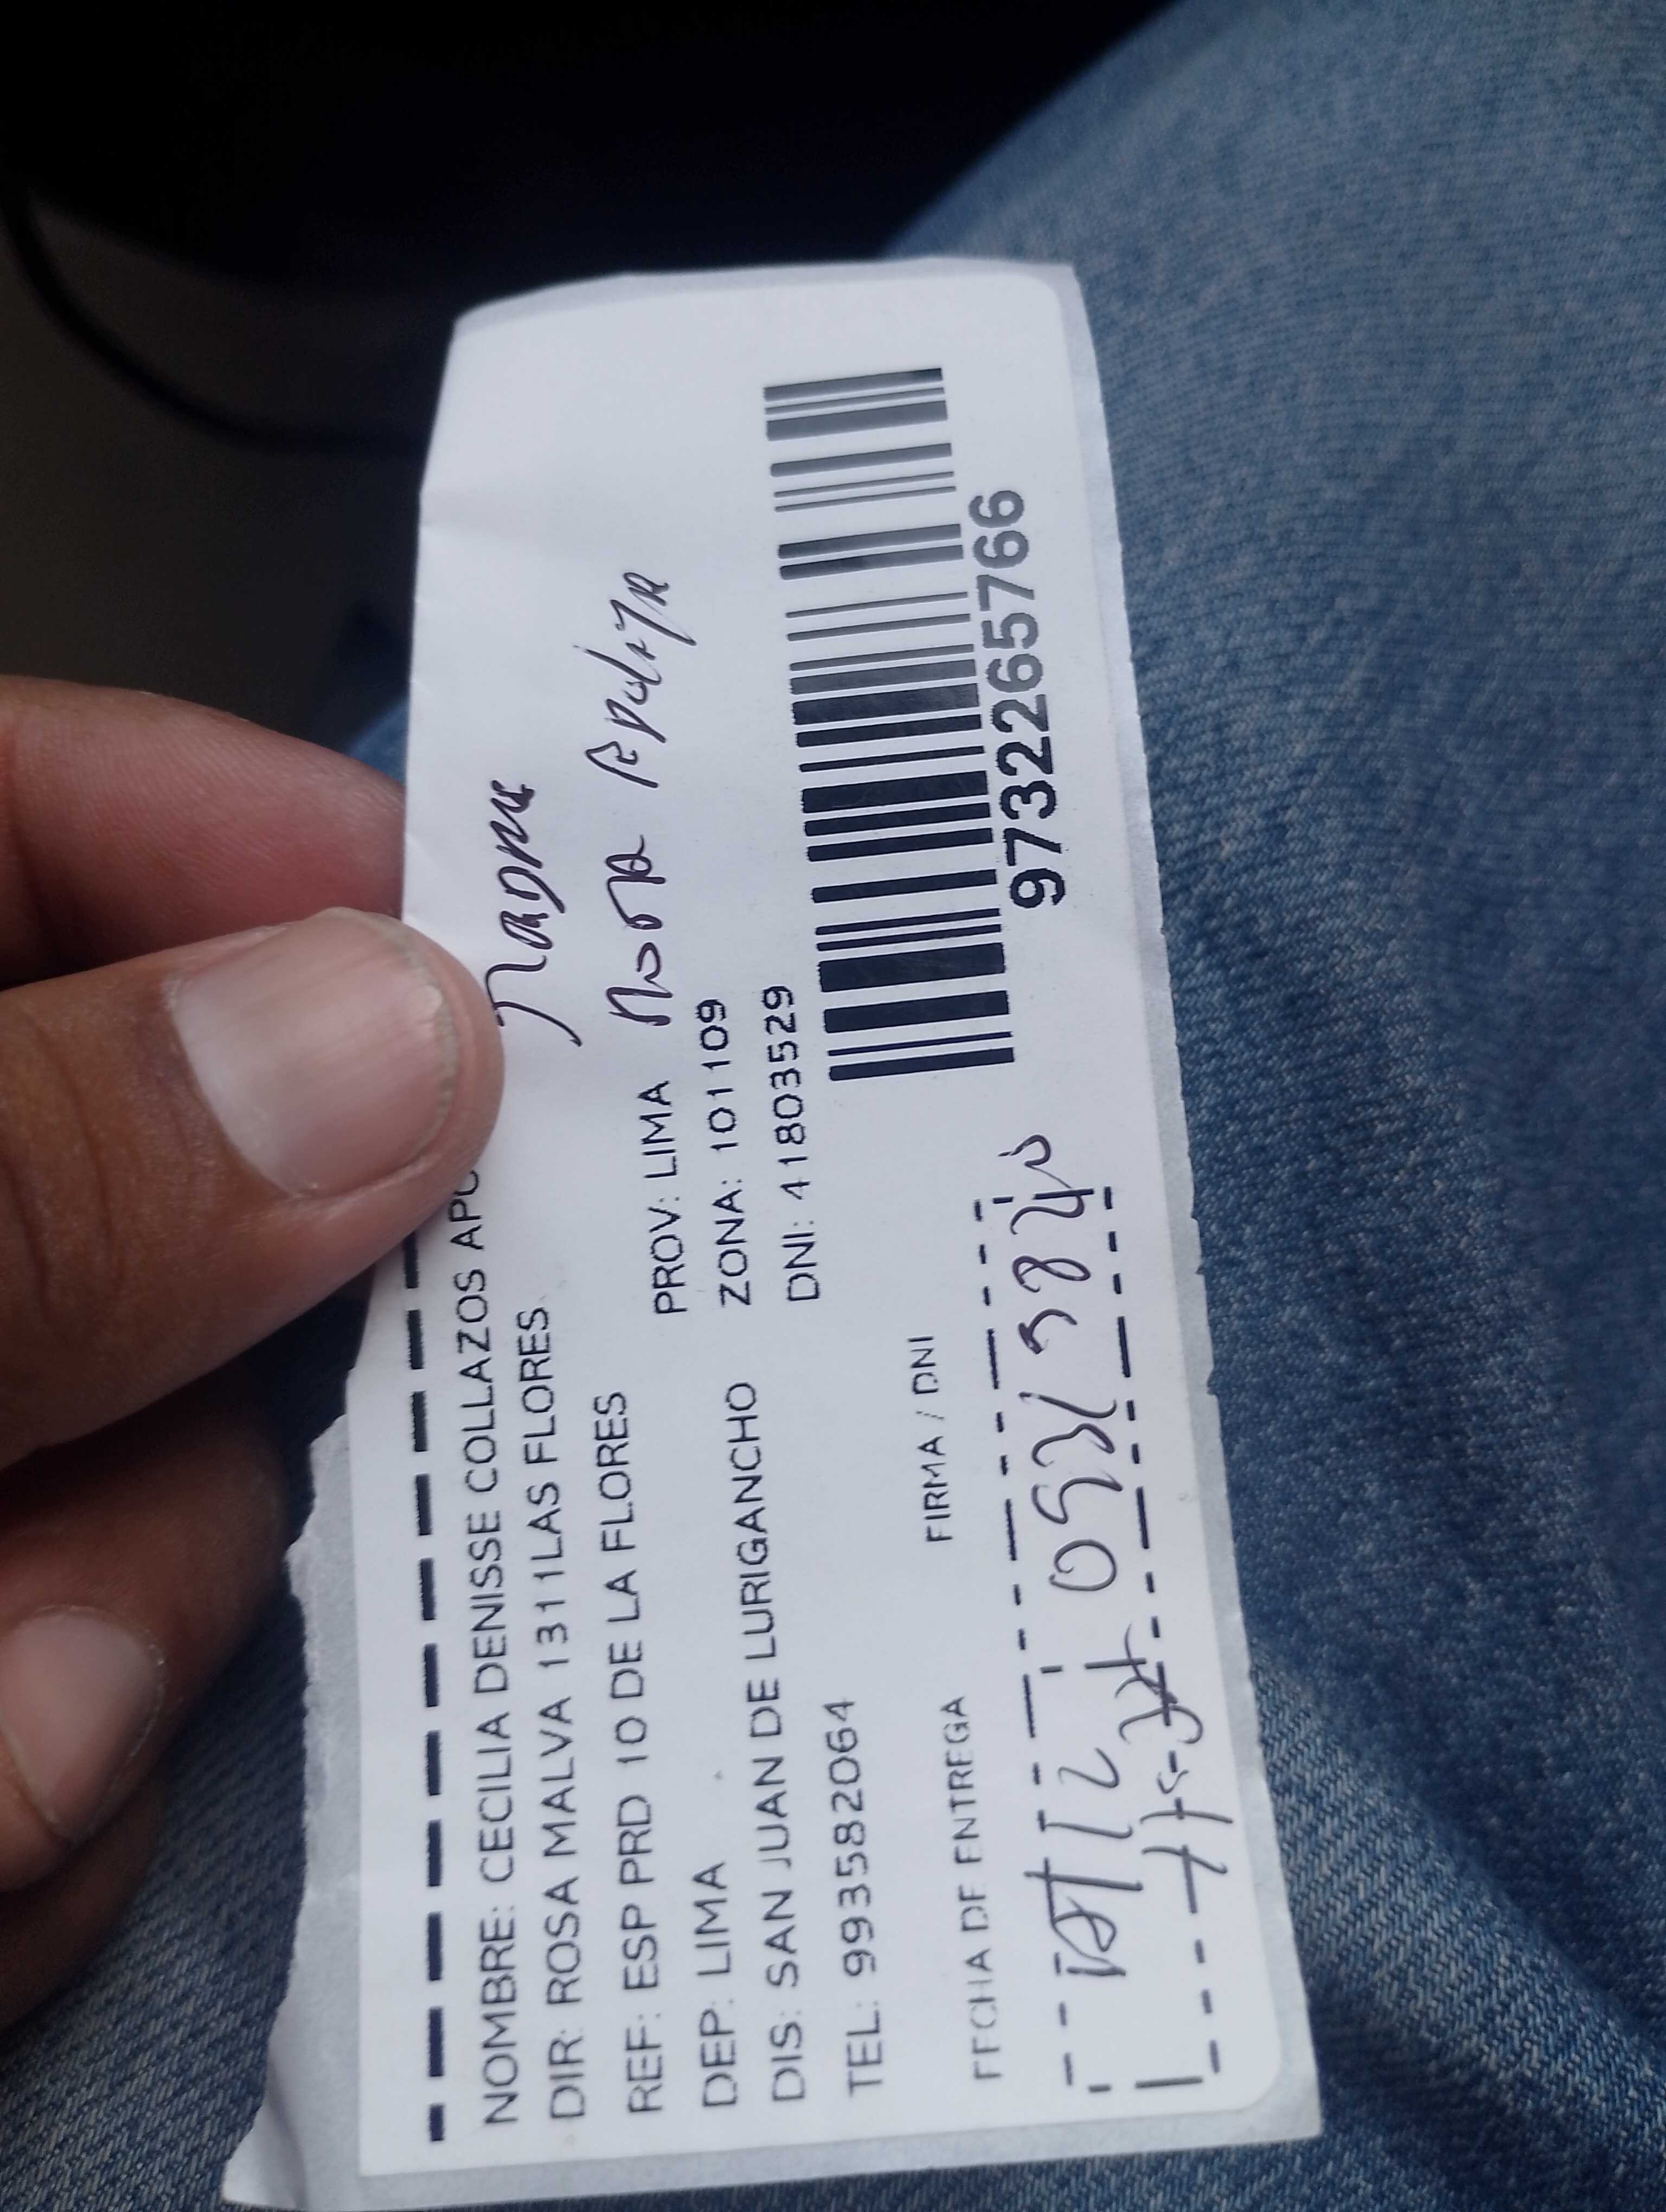 NOMBRE: CECILIA DENISSE COLLAZOS
DIR: ROSA MALVA 1311LAS FLORES
REF: ESP PRD 10 DE LA FLORES
DEP: LIMA PROV: LIMA
DIS: SAN JUAN DE LURIGANCHO ZONA: 101109
TEL: 993582064 DNI: 41803529
9732265766
FECHA DE ENTREGA FIRMA / DNI